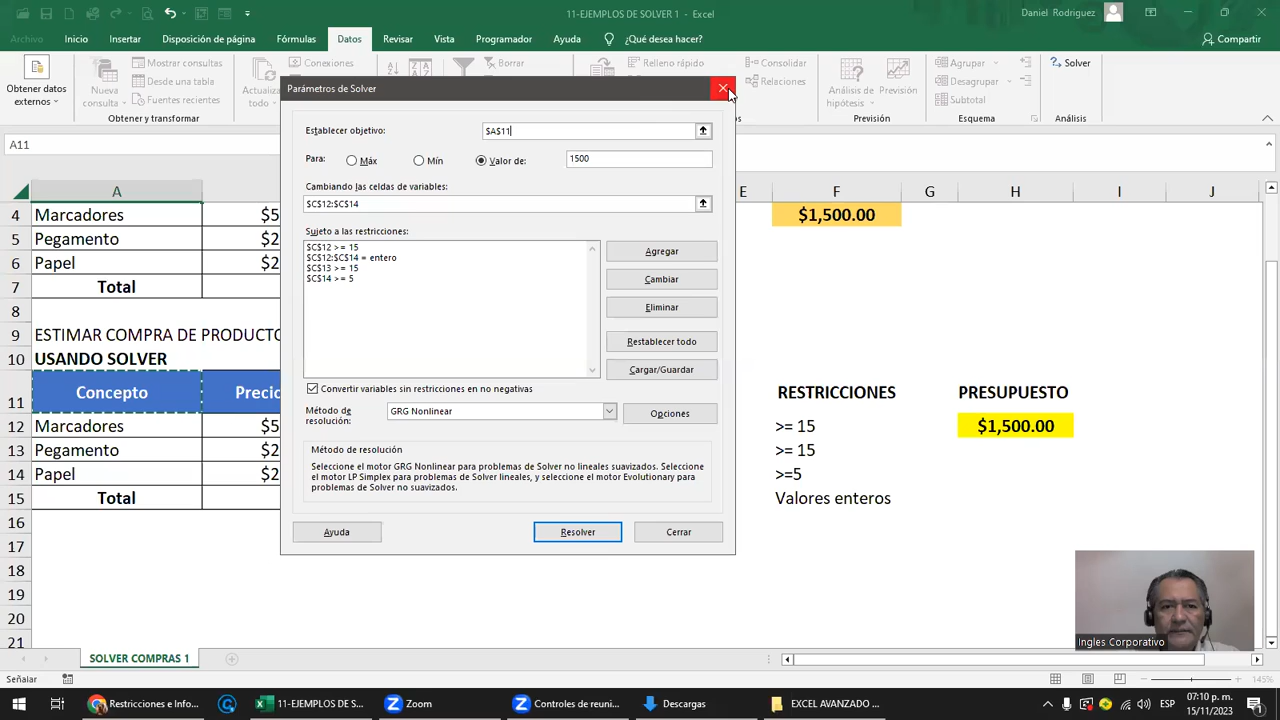 11-EJEMPLOS DE SOLVER 1 - Excel
Daniel Rodriguez
Archivo Inicio Insertar Disposición de página Fórmulas Datos Revisar Vista Programador Ayuda ¿Qué desea hacer? Compartir
Obtener datos externos
Mostrar consultas
Nueva consulta
Desde una tabla
Fuentes recientes
Obtener y transformar
Conexiones
Borrar
Relleno rápido
Consolidar
Relaciones
Análisis de hipótesis
Previsión
Previsión
Agrupar
Desagrupar
Subtotal
Esquema
Solver
Análisis
A11
A E F G H I J
4 Marcadores $5 $1,500.00
5 Pegamento $2
6 Papel $2
7 Total
8
9 ESTIMAR COMPRA DE PRODUCTO
10 USANDO SOLVER
11 Concepto Precio RESTRICCIONES PRESUPUESTO
12 Marcadores $5 >= 15 $1,500.00
13 Pegamento $2 >= 15
14 Papel $2 >=5
15 Total Valores enteros
16
17
18
19
20
21
Parámetros de Solver
Establecer objetivo: $A$11
Para: Máx Mín Valor de: 1500
Cambiando las celdas de variables:
$C$12:$C$14
Sujeto a las restricciones:
$C$12 >= 15
$C$12:$C$14 = entero
$C$13 >= 15
$C$14 >= 5
Agregar
Cambiar
Eliminar
Restablecer todo
Cargar/Guardar
Convertir variables sin restricciones en no negativas
Método de resolución:
GRG Nonlinear
Opciones
Método de resolución
Seleccione el motor GRG Nonlinear para problemas de Solver no lineales suavizados. Seleccione
el motor LP Simplex para problemas de Solver lineales, y seleccione el motor Evolutionary para
problemas de Solver no suavizados.
Ayuda Resolver Cerrar
Ingles Corporativo
SOLVER COMPRAS 1
Señalar
145%
Restricciones e Info...
11-EJEMPLOS DE S...
Zoom
Controles de reuni...
Descargas
EXCEL AVANZADO ...
ESP
07:10 p. m.
15/11/2023